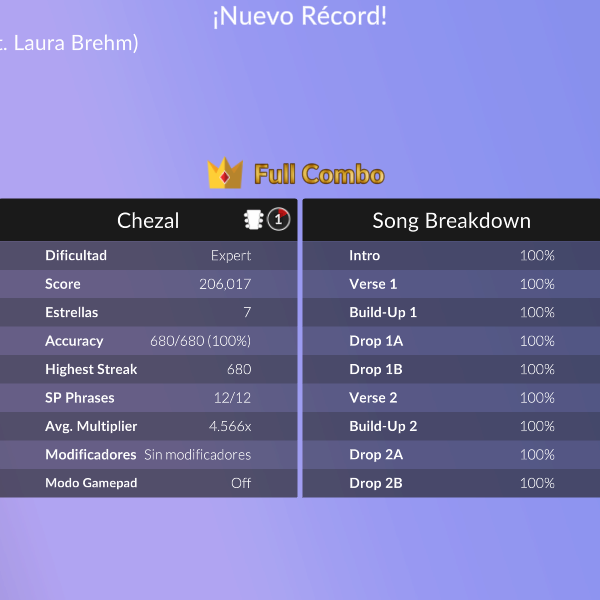 ¡Nuevo Récord!
t. Laura Brehm)
Full Combo
Chezal 1
Song Breakdown
Dificultad Expert
Score 206,017
Estrellas 7
Accuracy 680/680 (100%)
Highest Streak 680
SP Phrases 12/12
Avg. Multiplier 4.566x
Modificadores Sin modificadores
Modo Gamepad Off
Intro 100%
Verse 1 100%
Build-Up 1 100%
Drop 1A 100%
Drop 1B 100%
Verse 2 100%
Build-Up 2 100%
Drop 2A 100%
Drop 2B 100%